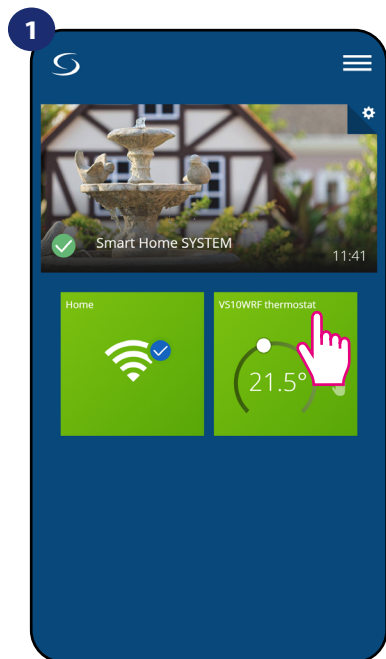 1
Smart Home SYSTEM
11:41
Home
VS10WRF thermostat
21.5°